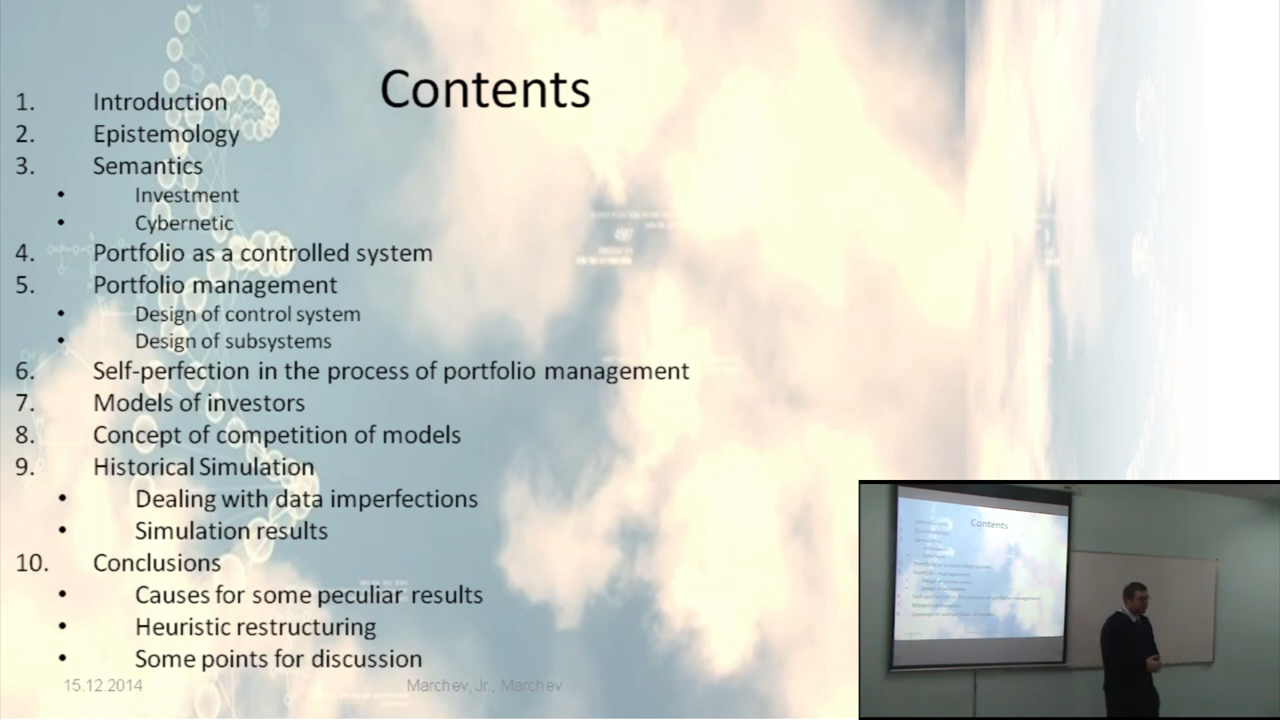 Contents
1. Introduction
2. Epistemology
3. Semantics
• Investment
• Cybernetic
4. Portfolio as a controlled system
5. Portfolio management
• Design of control system
• Design of subsystems
6. Self-perfection in the process of portfolio management
7. Models of investors
8. Concept of competition of models
9. Historical Simulation
• Dealing with data imperfections
• Simulation results
10. Conclusions
• Causes for some peculiar results
• Heuristic restructuring
• Some points for discussion
15.12.2014
Marchev, Jr., Marchev
Contents